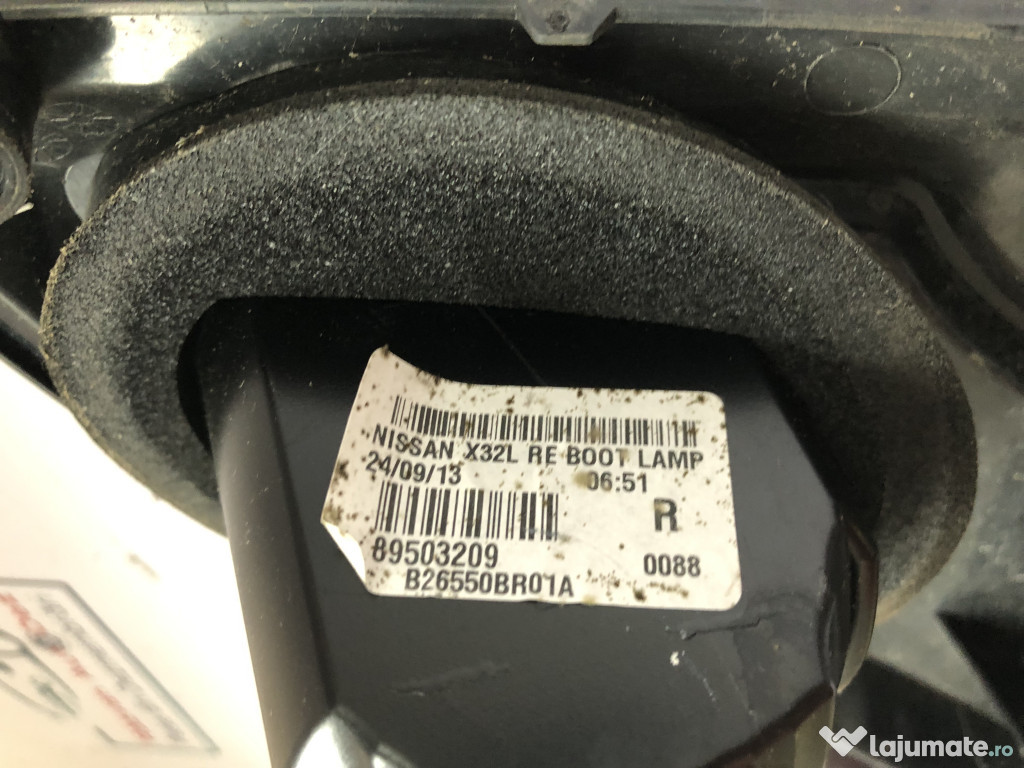 NISSAN X32L RE BOOT LAMP
24/09/13 06:51
R
89503209 0088
B26550BR01A
lajumate.ro